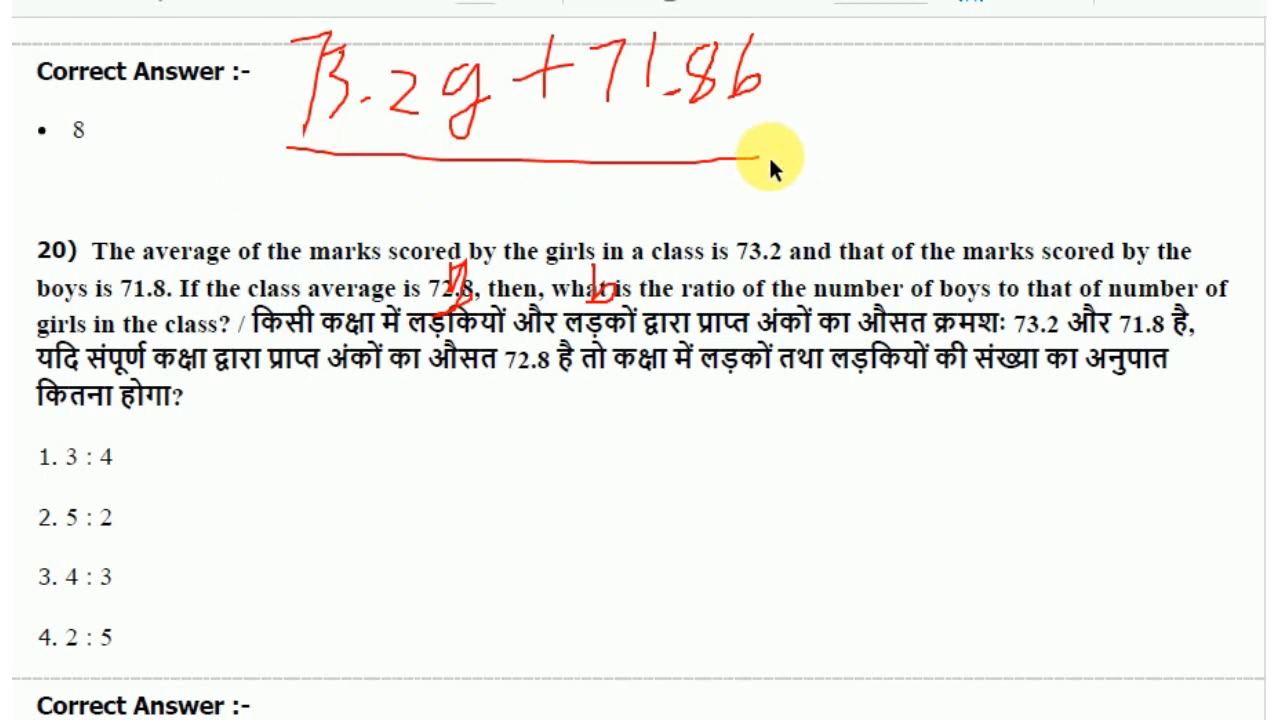 Correct Answer :-
73.2g + 71.8b
• 8
20) The average of the marks scored by the girls in a class is 73.2 and that of the marks scored by the
g b
boys is 71.8. If the class average is 72.8, then, what is the ratio of the number of boys to that of number of
girls in the class? / किसी कक्षा में लड़कियों और लड़कों द्वारा प्राप्त अंकों का औसत क्रमशः 73.2 और 71.8 है,
यदि संपूर्ण कक्षा द्वारा प्राप्त अंकों का औसत 72.8 है तो कक्षा में लड़कों तथा लड़कियों की संख्या का अनुपात
कितना होगा?
1. 3 : 4
2. 5 : 2
3. 4 : 3
4. 2 : 5
Correct Answer :-